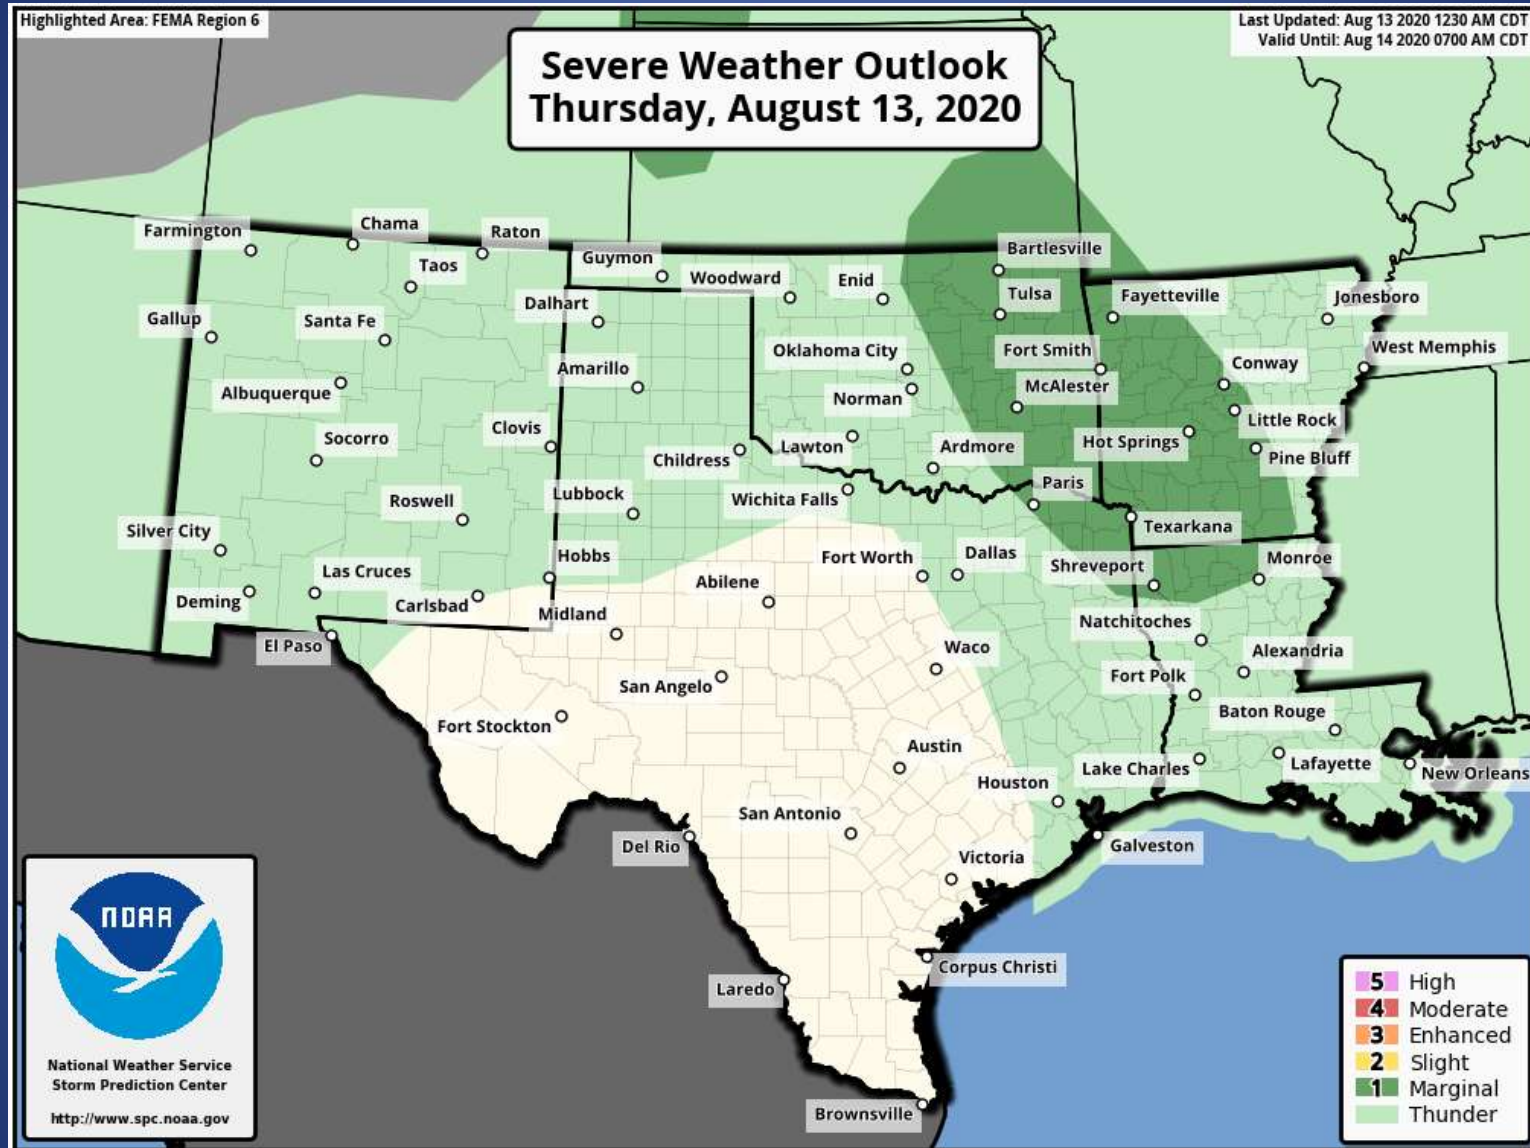 Highlighted Area: FEMA Region 6
Last Updated: Aug 13 2020 1230 AM CDT
Valid Until: Aug 14 2020 0700 AM CDT
Severe Weather Outlook
Thursday, August 13, 2020
Farmington
Chama
Raton
Taos
Guymon
Woodward
Enid
Bartlesville
Tulsa
Fayetteville
Jonesboro
Gallup
Santa Fe
Dalhart
Oklahoma City
Fort Smith
Conway
West Memphis
Albuquerque
Amarillo
Norman
McAlester
Little Rock
Socorro
Clovis
Childress
Lawton
Ardmore
Hot Springs
Pine Bluff
Roswell
Lubbock
Wichita Falls
Paris
Texarkana
Silver City
Hobbs
Fort Worth
Dallas
Shreveport
Monroe
Deming
Las Cruces
Carlsbad
Midland
Abilene
Natchitoches
El Paso
San Angelo
Waco
Fort Polk
Alexandria
Fort Stockton
Austin
Baton Rouge
Houston
Lake Charles
Lafayette
New Orleans
San Antonio
Del Rio
Victoria
Galveston
Laredo
Corpus Christi
Brownsville
NOAA
National Weather Service
Storm Prediction Center
http://www.spc.noaa.gov
5 High
4 Moderate
3 Enhanced
2 Slight
1 Marginal
Thunder